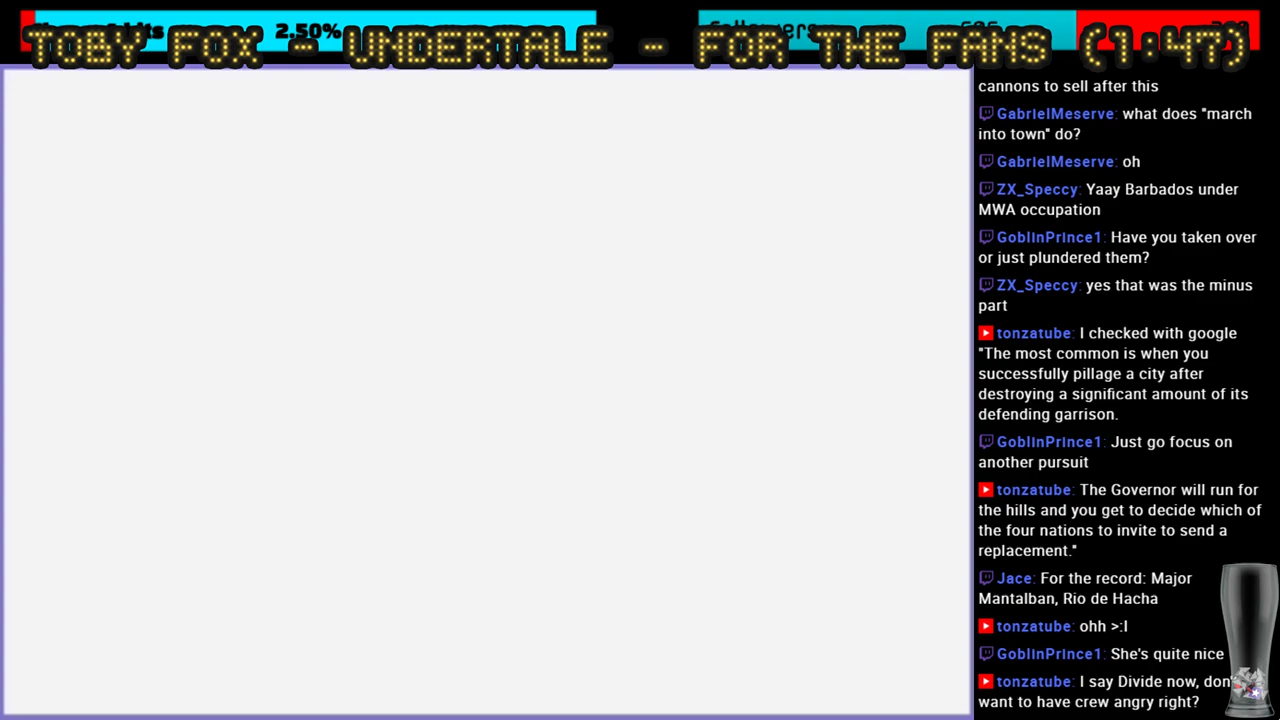 2.50%
TOBY FOX - UNDERTALE - FOR THE FANS (1:47)
cannons to sell after this
GabrielMeserve: what does "march
into town" do?
GabrielMeserve: oh
ZX_Speccy: Yaay Barbados under
MWA occupation
GoblinPrince1: Have you taken over
or just plundered them?
ZX_Speccy: yes that was the minus
part
tonzatube: I checked with google
"The most common is when you
successfully pillage a city after
destroying a significant amount of its
defending garrison.
GoblinPrince1: Just go focus on
another pursuit
tonzatube: The Governor will run for
the hills and you get to decide which of
the four nations to invite to send a
replacement."
Jace: For the record: Major
Mantalban, Rio de Hacha
tonzatube: ohh >:I
GoblinPrince1: She's quite nice
tonzatube: I say Divide now, don
want to have crew angry right?